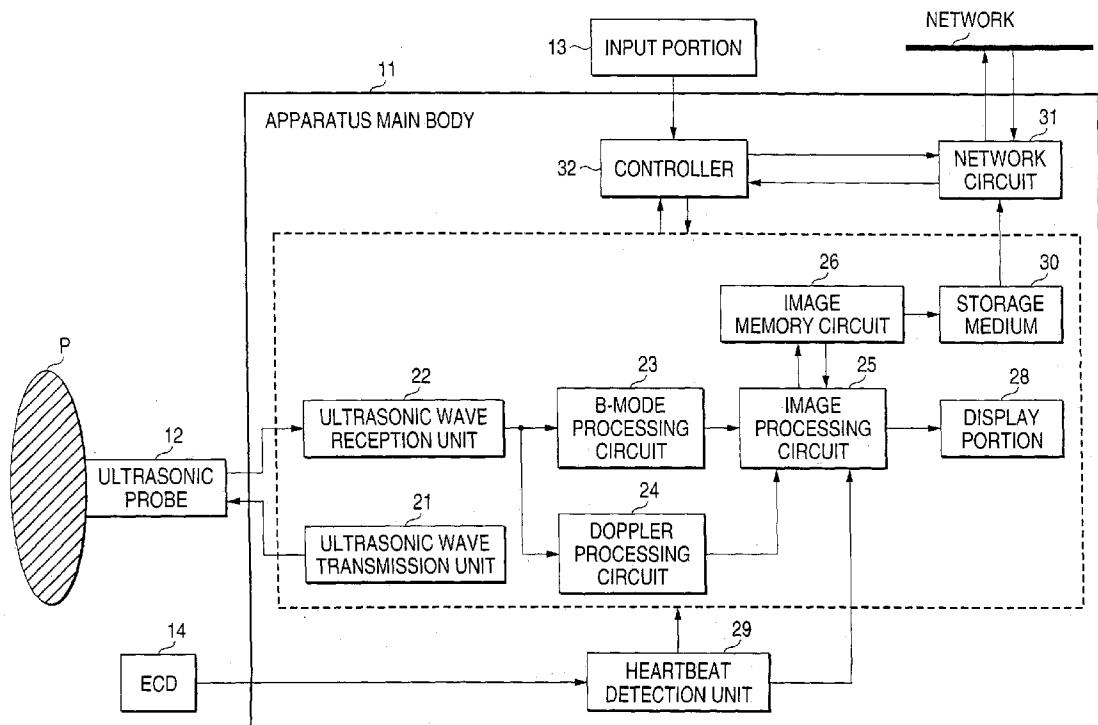 NETWORK
13
INPUT PORTION
11
APPARATUS MAIN BODY
31
32
CONTROLLER
NETWORK
CIRCUIT
26
30
IMAGE
MEMORY CIRCUIT
STORAGE
MEDIUM
P
22
23
25
28
ULTRASONIC WAVE
RECEPTION UNIT
B-MODE
PROCESSING
CIRCUIT
IMAGE
PROCESSING
CIRCUIT
DISPLAY
PORTION
12
ULTRASONIC
PROBE
21
24
ULTRASONIC WAVE
TRANSMISSION UNIT
DOPPLER
PROCESSING
CIRCUIT
14
29
ECD
HEARTBEAT
DETECTION UNIT